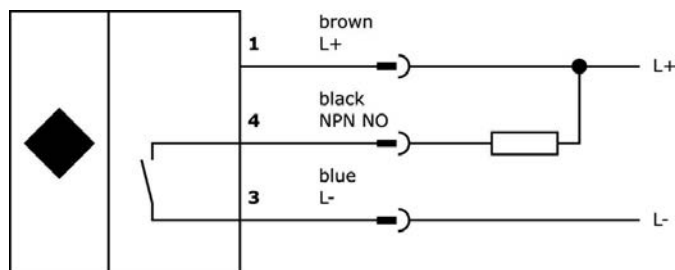 brown
1 L+ L+
black
4 NPN NO
blue
3 L- L-